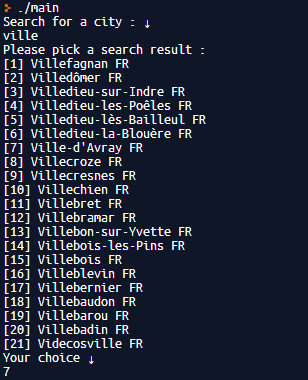 > ./main
Search for a city : ↓
ville
Please pick a search result :
[1] Villefagnan FR
[2] Villedômer FR
[3] Villedieu-sur-Indre FR
[4] Villedieu-les-Poêles FR
[5] Villedieu-lès-Bailleul FR
[6] Villedieu-la-Blouère FR
[7] Ville-d'Avray FR
[8] Villecroze FR
[9] Villecresnes FR
[10] Villechien FR
[11] Villebret FR
[12] Villebramar FR
[13] Villebon-sur-Yvette FR
[14] Villebois-les-Pins FR
[15] Villebois FR
[16] Villeblevin FR
[17] Villebernier FR
[18] Villebaudon FR
[19] Villebarou FR
[20] Villebadin FR
[21] Videcosville FR
Your choice ↓
7